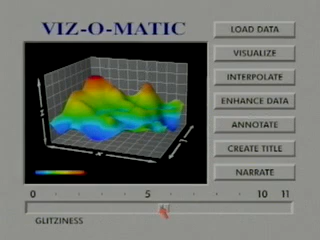 VIZ-O-MATIC
LOAD DATA
VISUALIZE
INTERPOLATE
ENHANCE DATA
ANNOTATE
CREATE TITLE
NARRATE
0 5 10 11
GLITZINESS